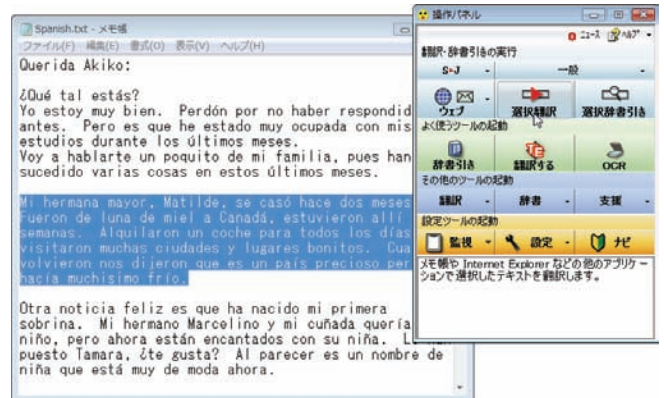 Spanish.txt - メモ帳
ファイル(F) 編集(E) 書式(O) 表示(V) ヘルプ(H)
Querida Akiko:
¿Qué tal estás?
Yo estoy muy bien. Perdón por no haber respondid
antes. Pero es que he estado muy ocupada con mis
estudios durante los últimos meses.
Voy a hablarte un poquito de mi familia, pues han
sucedido varias cosas en estos últimos meses.
Mi hermana mayor, Matilde, se casó hace dos meses
Fueron de luna de miel a Canadá, estuvieron allí
semanas. Alquilaron un coche para todos los días
visitaron muchas ciudades y lugares bonitos. Cua
volvieron nos dijeron que es un país precioso per
hacía muchísimo frío.
Otra noticia feliz es que ha nacido mi primera
sobrina. Mi hermano Marcelino y mi cuñada quería
niño, pero ahora están encantados con su niña. L
puesto Tamara, ¿te gusta? Al parecer es un nombre de
niña que está muy de moda ahora.
操作パネル
ニュース ヘルプ
翻訳・辞書引きの実行
S▸J 一般
ウェブ 選択翻訳 選択辞書引き
よく使うツールの起動
辞書引き 翻訳する OCR
その他のツールの起動
翻訳 辞書 支援
設定ツールの起動
監視 設定 ナビ
メモ帳や Internet Explorer などの他のアプリケー
ションで選択したテキストを翻訳し
ます。